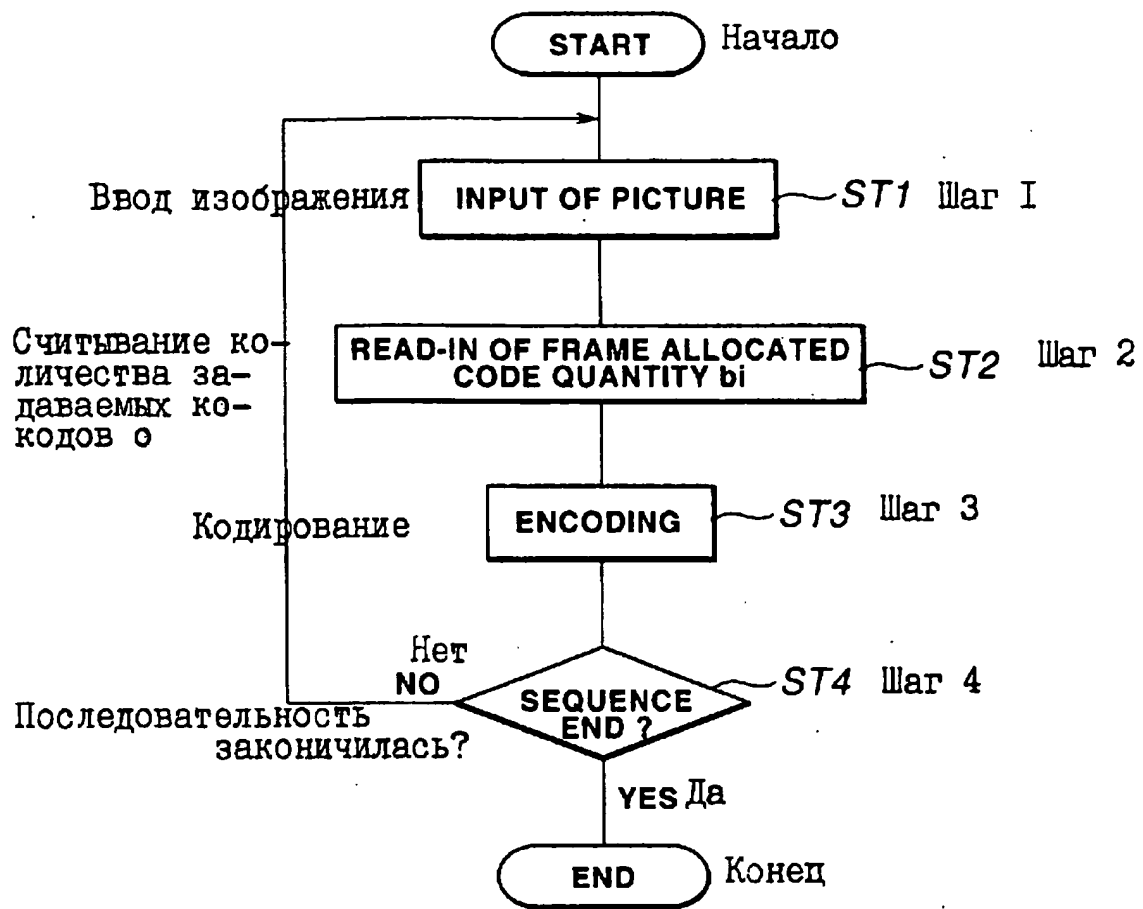 START
Начало
Ввод изображения
INPUT OF PICTURE
ST1 Шаг I
Считывание ко-
личества за-
даваемых ко-
кодов о
READ-IN OF FRAME ALLOCATED
CODE QUANTITY bi
ST2 Шаг 2
Кодирование
ENCODING
ST3 Шаг 3
Нет
NO
SEQUENCE
END ?
ST4 Шаг 4
Последовательность
закоničилась?
YES Да
END
Конец